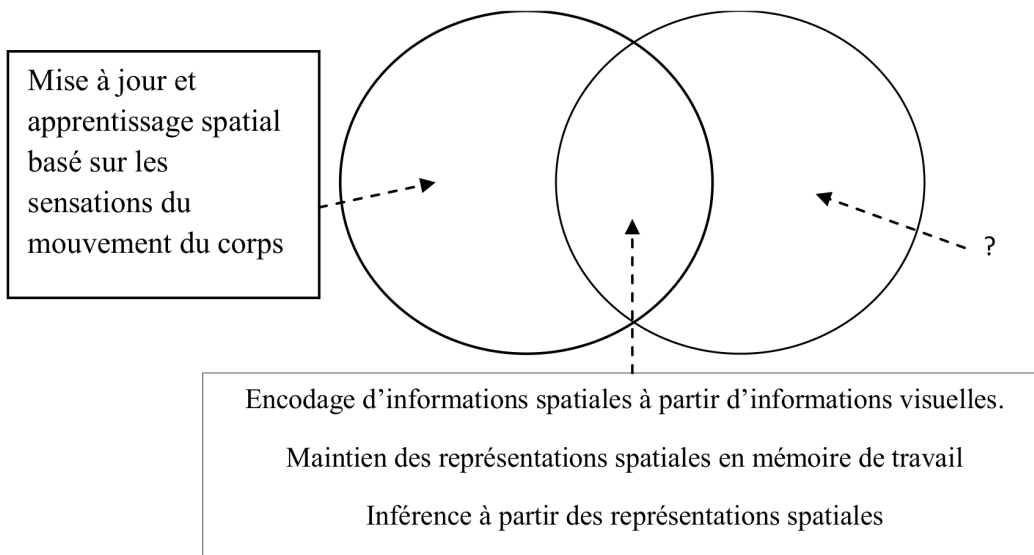 Mise à jour et
apprentissage spatial
basé sur les
sensations du
mouvement du corps
?
Encodage d’informations spatiales à partir d’informations visuelles.
Maintien des représentations spatiales en mémoire de travail
Inférence à partir des représentations spatiales